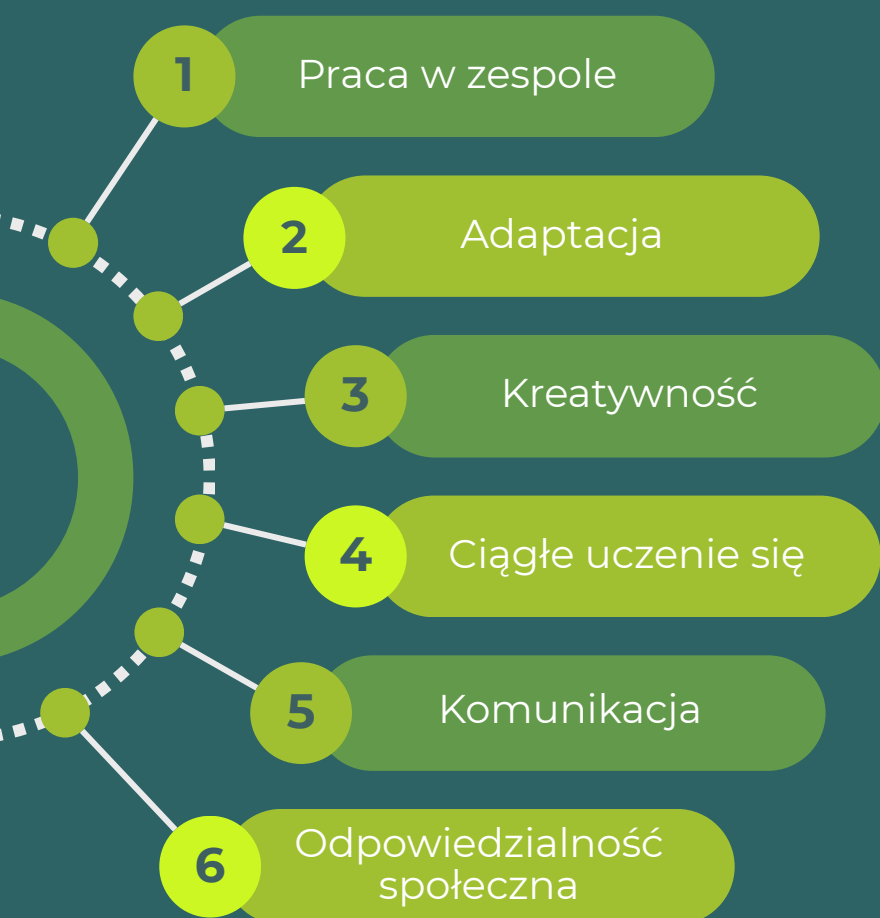 1
Praca w zespole
2
Adaptacja
3
Kreatywność
4
Ciągłe uczenie się
5
Komunikacja
6
Odpowiedzialność
społeczna